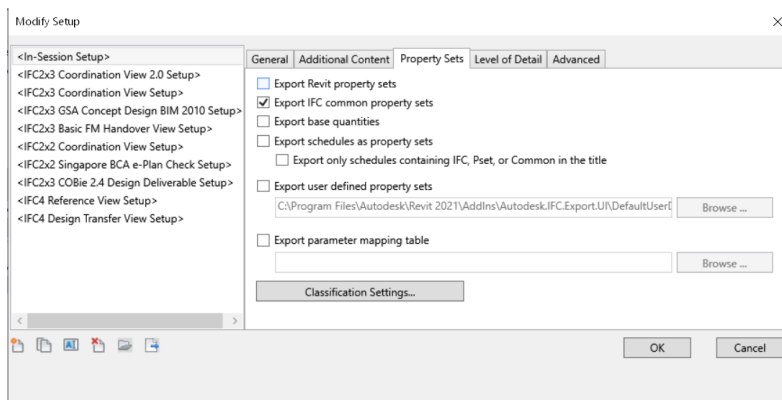 Modify Setup
<In-Session Setup>
<IFC2x3 Coordination View 2.0 Setup>
<IFC2x3 Coordination View Setup>
<IFC2x3 GSA Concept Design BIM 2010 Setup>
<IFC2x3 Basic FM Handover View Setup>
<IFC2x2 Coordination View Setup>
<IFC2x2 Singapore BCA e-Plan Check Setup>
<IFC2x3 COBie 2.4 Design Deliverable Setup>
<IFC4 Reference View Setup>
<IFC4 Design Transfer View Setup>
General Additional Content Property Sets Level of Detail Advanced
Export Revit property sets
Export IFC common property sets
Export base quantities
Export schedules as property sets
Export only schedules containing IFC, Pset, or Common in the title
Export user defined property sets
C:\Program Files\Autodesk\Revit 2021\AddIns\Autodesk.IFC.Export.UI\DefaultUser Browse ...
Export parameter mapping table
Browse ...
Classification Settings...
OK Cancel